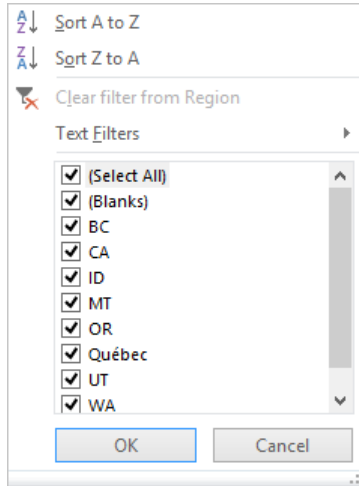 Sort A to Z
Sort Z to A
Clear filter from Region
Text Filters
(Select All)
(Blanks)
BC
CA
ID
MT
OR
Québec
UT
WA
OK Cancel